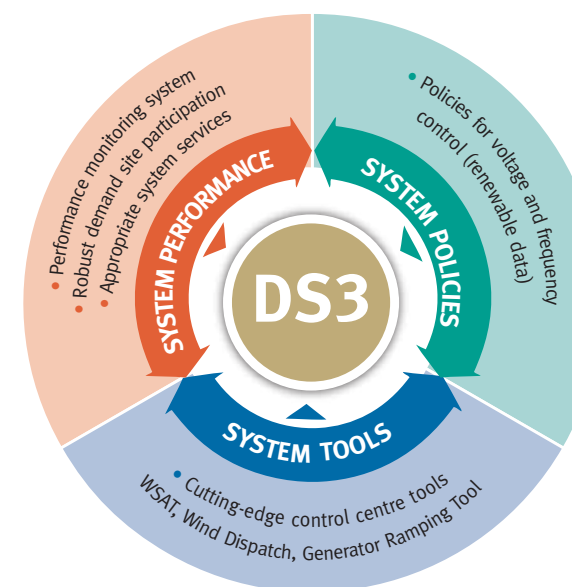 DS3
SYSTEM PERFORMANCE
• Performance monitoring system
• Robust demand site participation
• Appropriate system services
SYSTEM POLICIES
• Policies for voltage and frequency
control (renewable data)
SYSTEM TOOLS
• Cutting-edge control centre tools
WSAT, Wind Dispatch, Generator Ramping Tool